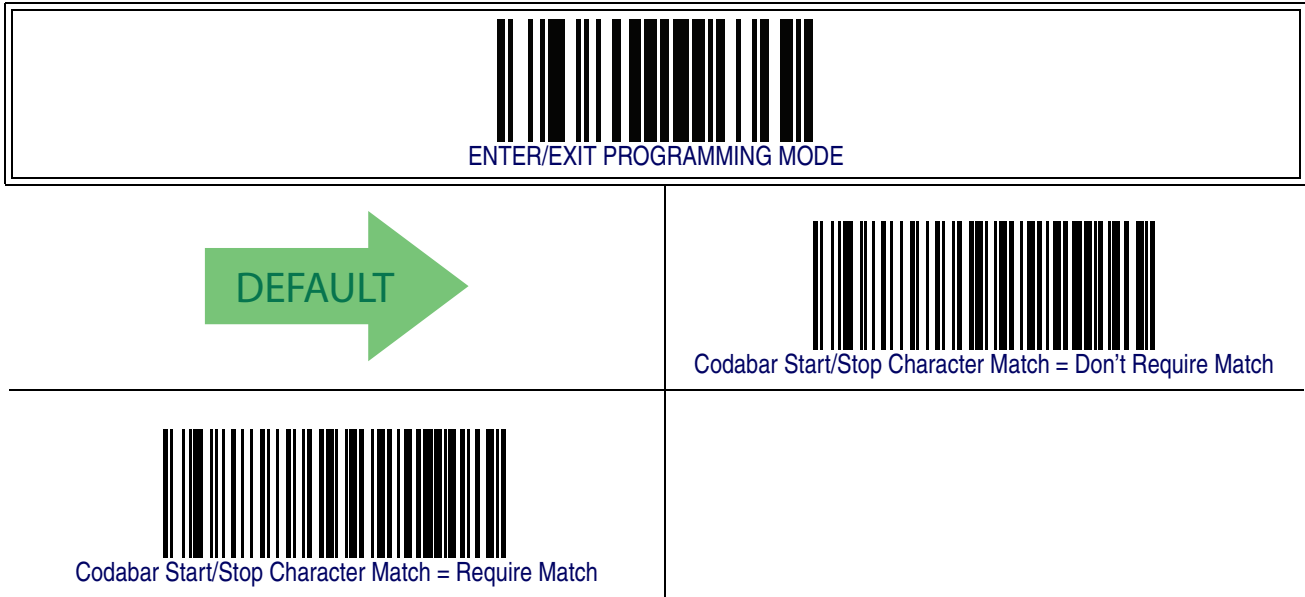 ENTER/EXIT PROGRAMMING MODE
DEFAULT
Codabar Start/Stop Character Match = Don’t Require Match
Codabar Start/Stop Character Match = Require Match